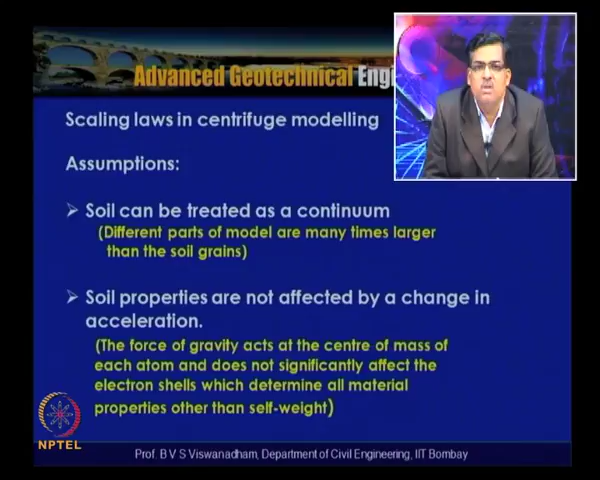 Advanced Geotechnical Engi
Scaling laws in centrifuge modelling
Assumptions:
➢ Soil can be treated as a continuum
(Different parts of model are many times larger
than the soil grains)
➢ Soil properties are not affected by a change in
acceleration.
(The force of gravity acts at the centre of mass of
each atom and does not significantly affect the
electron shells which determine all material
properties other than self-weight)
NPTEL
Prof. B V S Viswanadham, Department of Civil Engineering, IIT Bombay